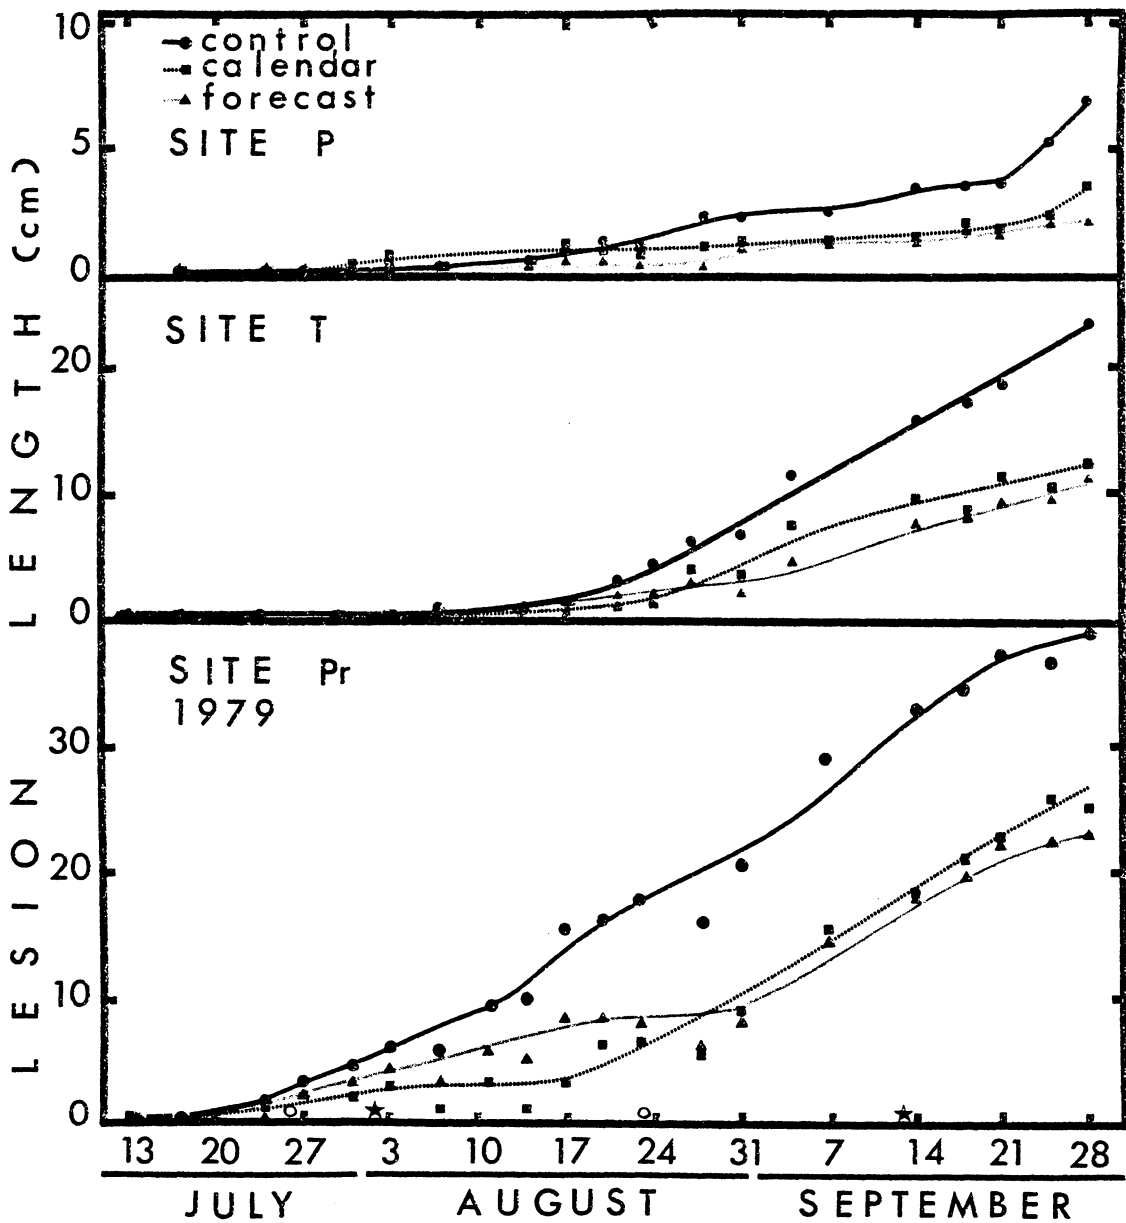 LESION LENGTH (cm)
10
control
calendar
forecast
5
SITE P
0
SITE T
20
10
0
SITE Pr
1979
30
20
10
0
13 20 27 3 10 17 24 31 7 14 21 28
JULY AUGUST SEPTEMBER